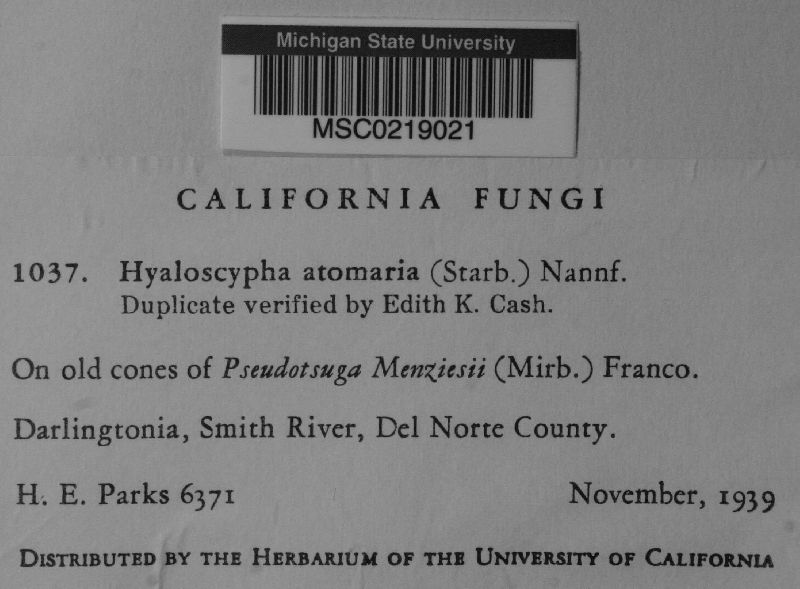 Michigan State University
MSC0219021
CALIFORNIA FUNGI
1037. Hyaloscypha atomaria (Starb.) Nannf.
Duplicate verified by Edith K. Cash.
On old cones of Pseudotsuga Menziesii (Mirb.) Franco.
Darlingtonia, Smith River, Del Norte County.
H. E. Parks 6371 November, 1939
DISTRIBUTED BY THE HERBARIUM OF THE UNIVERSITY OF CALIFORNIA